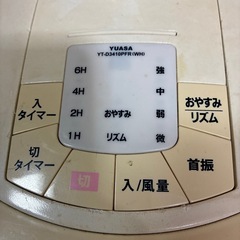 YUASA
YT-D3410PFR(WH)
6H 強
4H 中
2H おやすみ 弱
1H リズム 微
入
タイマー
おやすみ
リズム
切
タイマー
切
入/風量
首振